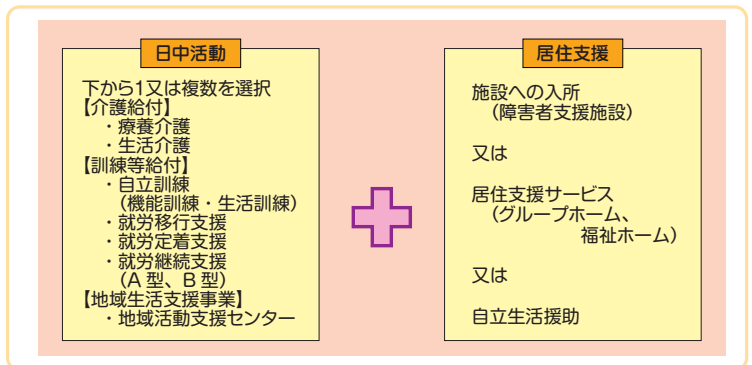 日中活動
下から1又は複数を選択
【介護給付】
・療養介護
・生活介護
【訓練等給付】
・自立訓練
（機能訓練・生活訓練）
・就労移行支援
・就労定着支援
・就労継続支援
（A 型、B 型）
【地域生活支援事業】
・地域活動支援センター
居住支援
施設への入所
（障害者支援施設）
又は
居住支援サービス
（グループホーム、
福祉ホーム）
又は
自立生活援助